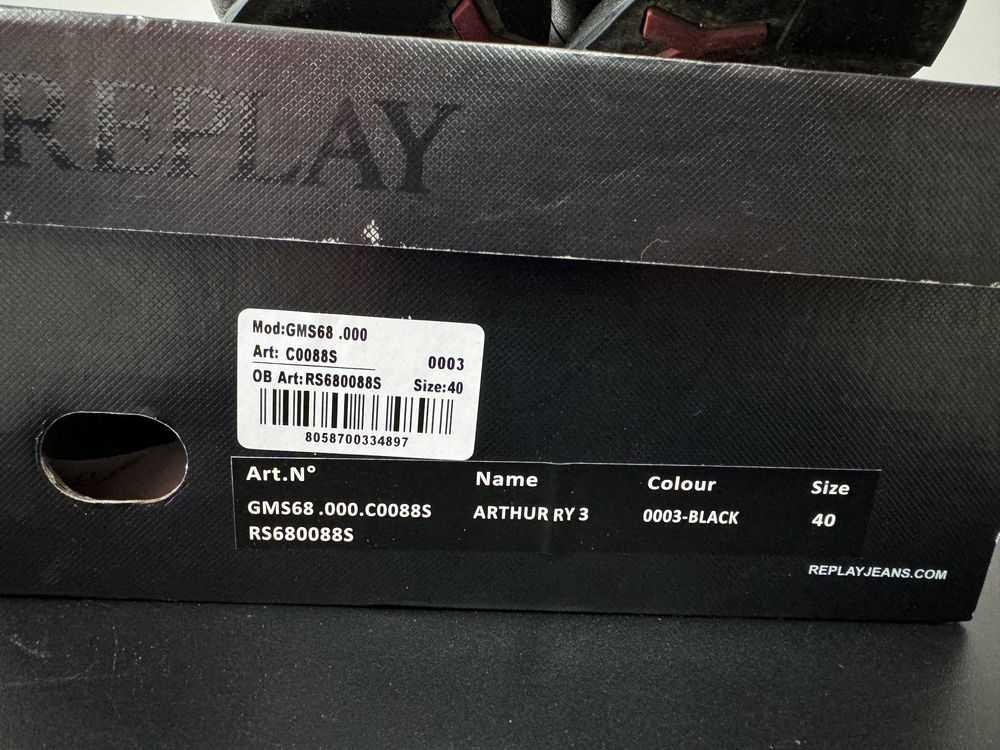 REPLAY
Mod:GMS68 .000
Art: C0088S 0003
OB Art:RS680088S Size:40
8058700334897
Art.N° Name Colour Size
GMS68 .000.C0088S ARTHUR RY 3 0003-BLACK 40
RS680088S
REPLAYJEANS.COM